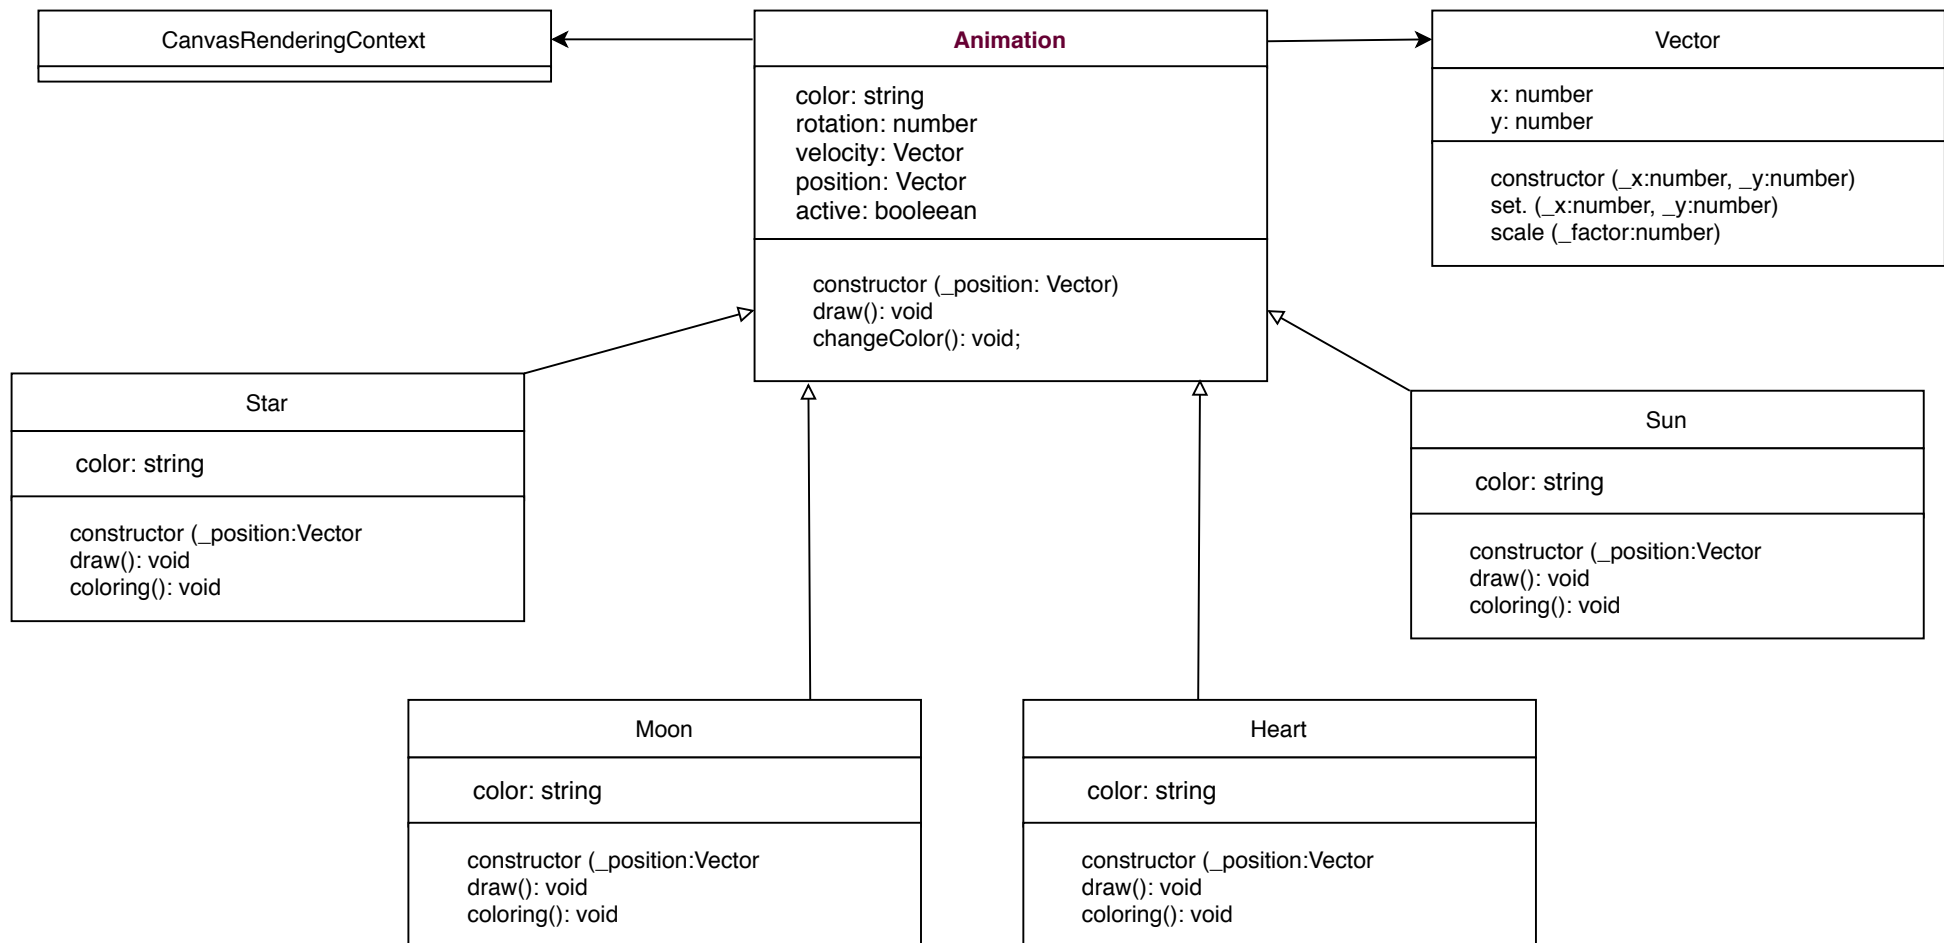 CanvasRenderingContext
Animation
color: string
rotation: number
velocity: Vector
position: Vector
active: booleean
constructor (_position: Vector)
draw(): void
changeColor(): void;
Vector
x: number
y: number
constructor (_x:number, _y:number)
set. (_x:number, _y:number)
scale (_factor:number)
Star
color: string
constructor (_position:Vector
draw(): void
coloring(): void
Sun
color: string
constructor (_position:Vector
draw(): void
coloring(): void
Moon
color: string
constructor (_position:Vector
draw(): void
coloring(): void
Heart
color: string
constructor (_position:Vector
draw(): void
coloring(): void